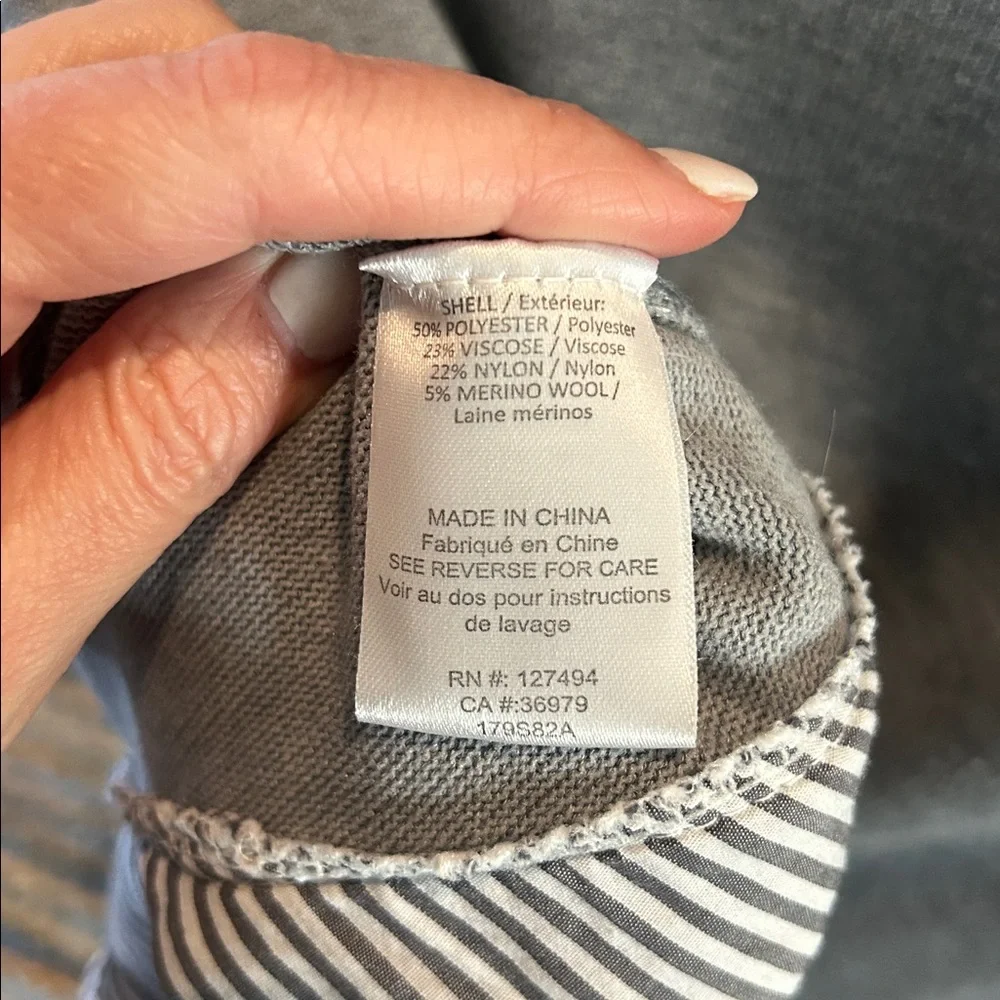 SHELL / Extérieur:
50% POLYESTER / Polyester
23% VISCOSE / Viscose
22% NYLON / Nylon
5% MERINO WOOL /
Laine mérinos
MADE IN CHINA
Fabriqué en Chine
SEE REVERSE FOR CARE
Voir au dos pour instructions
de lavage
RN #: 127494
CA #:36979
179S82A